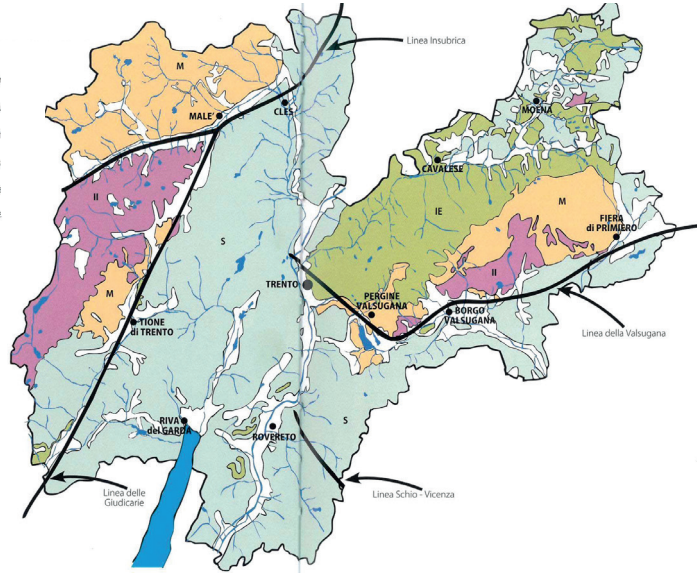 Linea Insubrica
M
MALE'
CLES
MOENA
CAVALESE
II
IE
M
FIERA
di PRIMIERO
S
II
M
TRENTO
PERGINE
VALSUGANA
BORGO
VALSUGANA
TIONE
di TRENTO
Linea della Valsugana
RIVA
del GARDA
ROVERETO
S
Linea delle
Giudicarie
Linea Schio - Vicenza